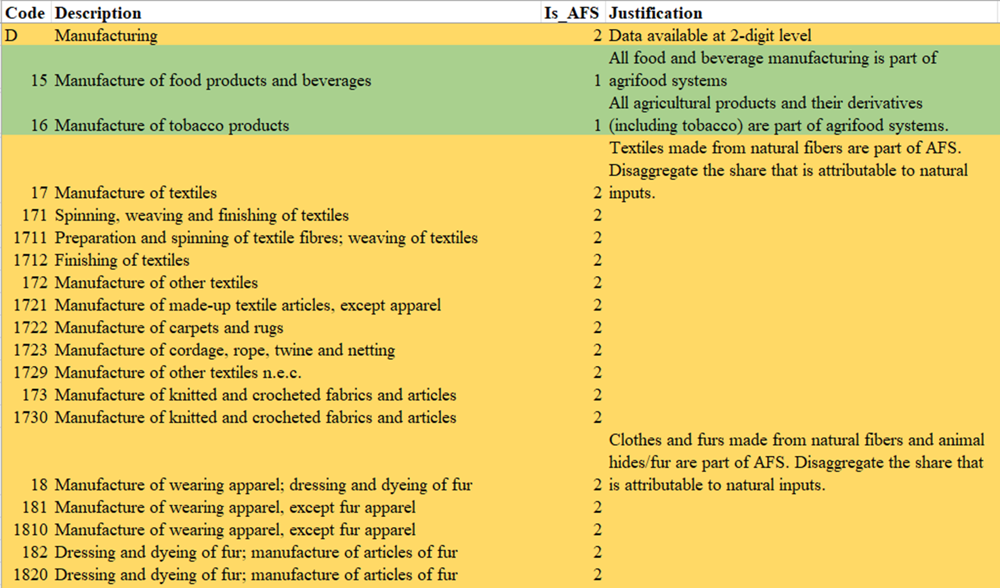 Code Description Is_AFS Justification
D Manufacturing 2 Data available at 2-digit level
All food and beverage manufacturing is part of
15 Manufacture of food products and beverages 1 agrifood systems
All agricultural products and their derivatives
16 Manufacture of tobacco products 1 (including tobacco) are part of agrifood systems.
Textiles made from natural fibers are part of AFS.
Disaggregate the share that is attributable to natural
17 Manufacture of textiles 2 inputs.
171 Spinning, weaving and finishing of textiles 2
1711 Preparation and spinning of textile fibres; weaving of textiles 2
1712 Finishing of textiles 2
172 Manufacture of other textiles 2
1721 Manufacture of made-up textile articles, except apparel 2
1722 Manufacture of carpets and rugs 2
1723 Manufacture of cordage, rope, twine and netting 2
1729 Manufacture of other textiles n.e.c. 2
173 Manufacture of knitted and crocheted fabrics and articles 2
1730 Manufacture of knitted and crocheted fabrics and articles 2
Clothes and furs made from natural fibers and animal
hides/fur are part of AFS. Disaggregate the share that
18 Manufacture of wearing apparel; dressing and dyeing of fur 2 is attributable to natural inputs.
181 Manufacture of wearing apparel, except fur apparel 2
1810 Manufacture of wearing apparel, except fur apparel 2
182 Dressing and dyeing of fur; manufacture of articles of fur 2
1820 Dressing and dyeing of fur; manufacture of articles of fur 2